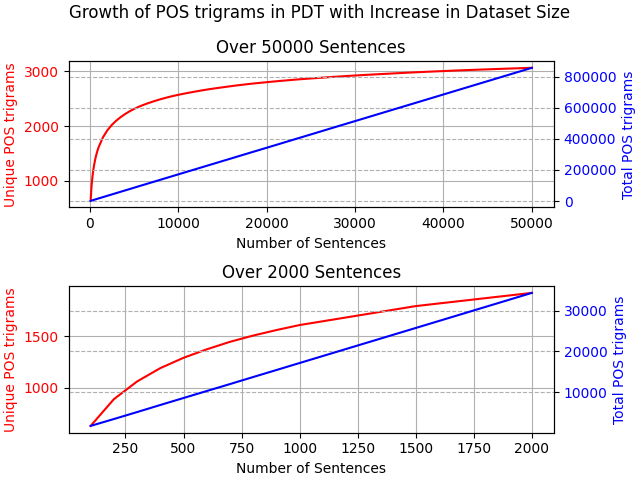 Growth of POS trigrams in PDT with Increase in Dataset Size
Over 50000 Sentences
Unique POS trigrams
3000
2000
1000
800000
600000
400000
200000
0
Total POS trigrams
0 10000 20000 30000 40000 50000
Number of Sentences
Over 2000 Sentences
Unique POS trigrams
1500
1000
30000
20000
10000
Total POS trigrams
250 500 750 1000 1250 1500 1750 2000
Number of Sentences